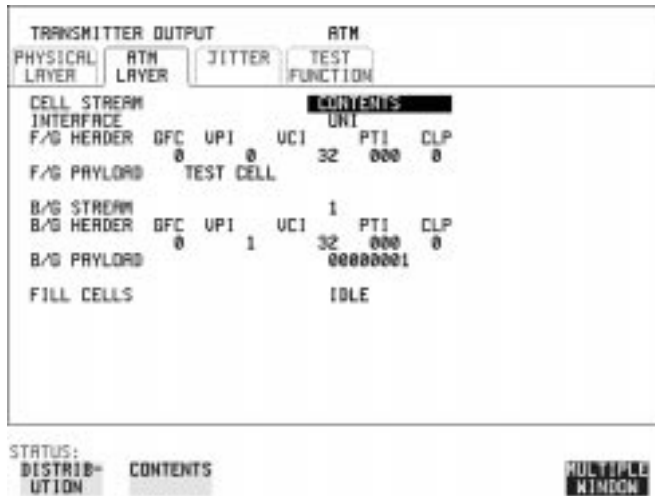 TRANSMITTER OUTPUT ATM
PHYSICAL LAYER ATM LAYER JITTER TEST FUNCTION
CELL STREAM CONTENTS
INTERFACE UNI
F/G HEADER GFC VPI VCI PTI CLP
0 0 32 000 0
F/G PAYLOAD TEST CELL
B/G STREAM 1
B/G HEADER GFC VPI VCI PTI CLP
0 1 32 000 0
B/G PAYLOAD 00000001
FILL CELLS IDLE
STATUS:
DISTRIB-
UTION
CONTENTS
MULTIPLE
WINDOW